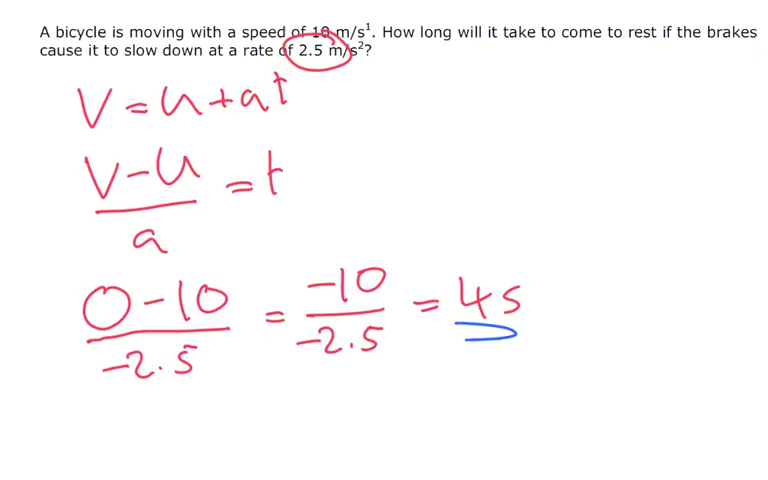 A bicycle is moving with a speed of 10 m/s¹. How long will it take to come to rest if the brakes
cause it to slow down at a rate of 2.5 m/s²?
V = u + at
V - u / a = t
0 - 10 / -2.5 = -10 / -2.5 = 4s